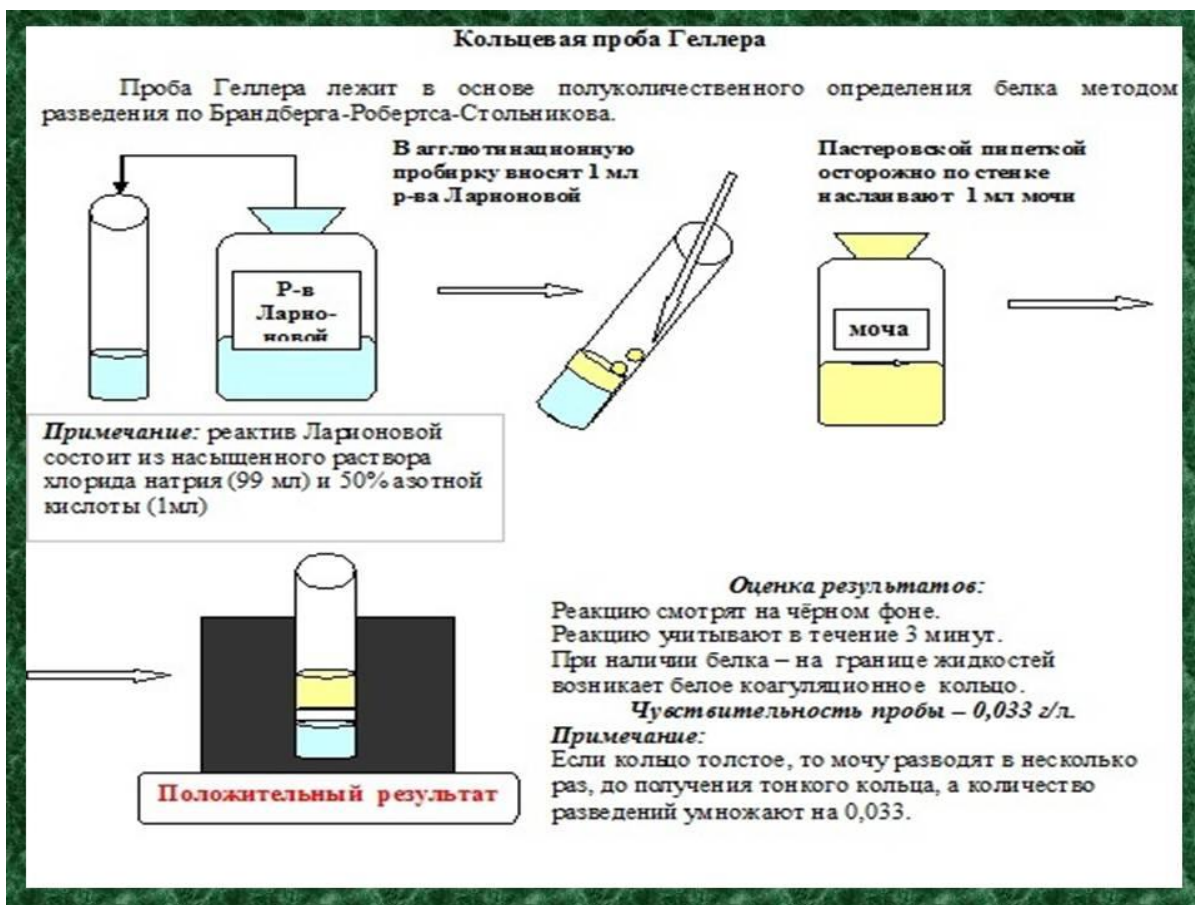 Кольцевая проба Геллера
Проба Геллера лежит в основе полуколичественного определения белка методом
разведения по Брандберга-Робертса-Стольникова.
В агглютинационную
пробирку вносят 1 мл
р-ва Ларионовой
Пастеровской пипеткой
осторожно по стенке
наслаивают 1 мл мочи
Р-в
Ларио-
новой
моча
Примечание: реактив Ларионовой
состоит из насыщенного раствора
хлорида натрия (99 мл) и 50% азотной
кислоты (1мл)
Оценка результатов:
Реакцию смотрят на чёрном фоне.
Реакцию учитывают в течение 3 минут.
При наличии белка – на границе жидкостей
возникает белое коагуляционное кольцо.
Чувствительность пробы – 0,033 г/л.
Примечание:
Если кольцо толстое, то мочу разводят в несколько
раз, до получения тонкого кольца, а количество
разведений умножают на 0,033.
Положительный результат